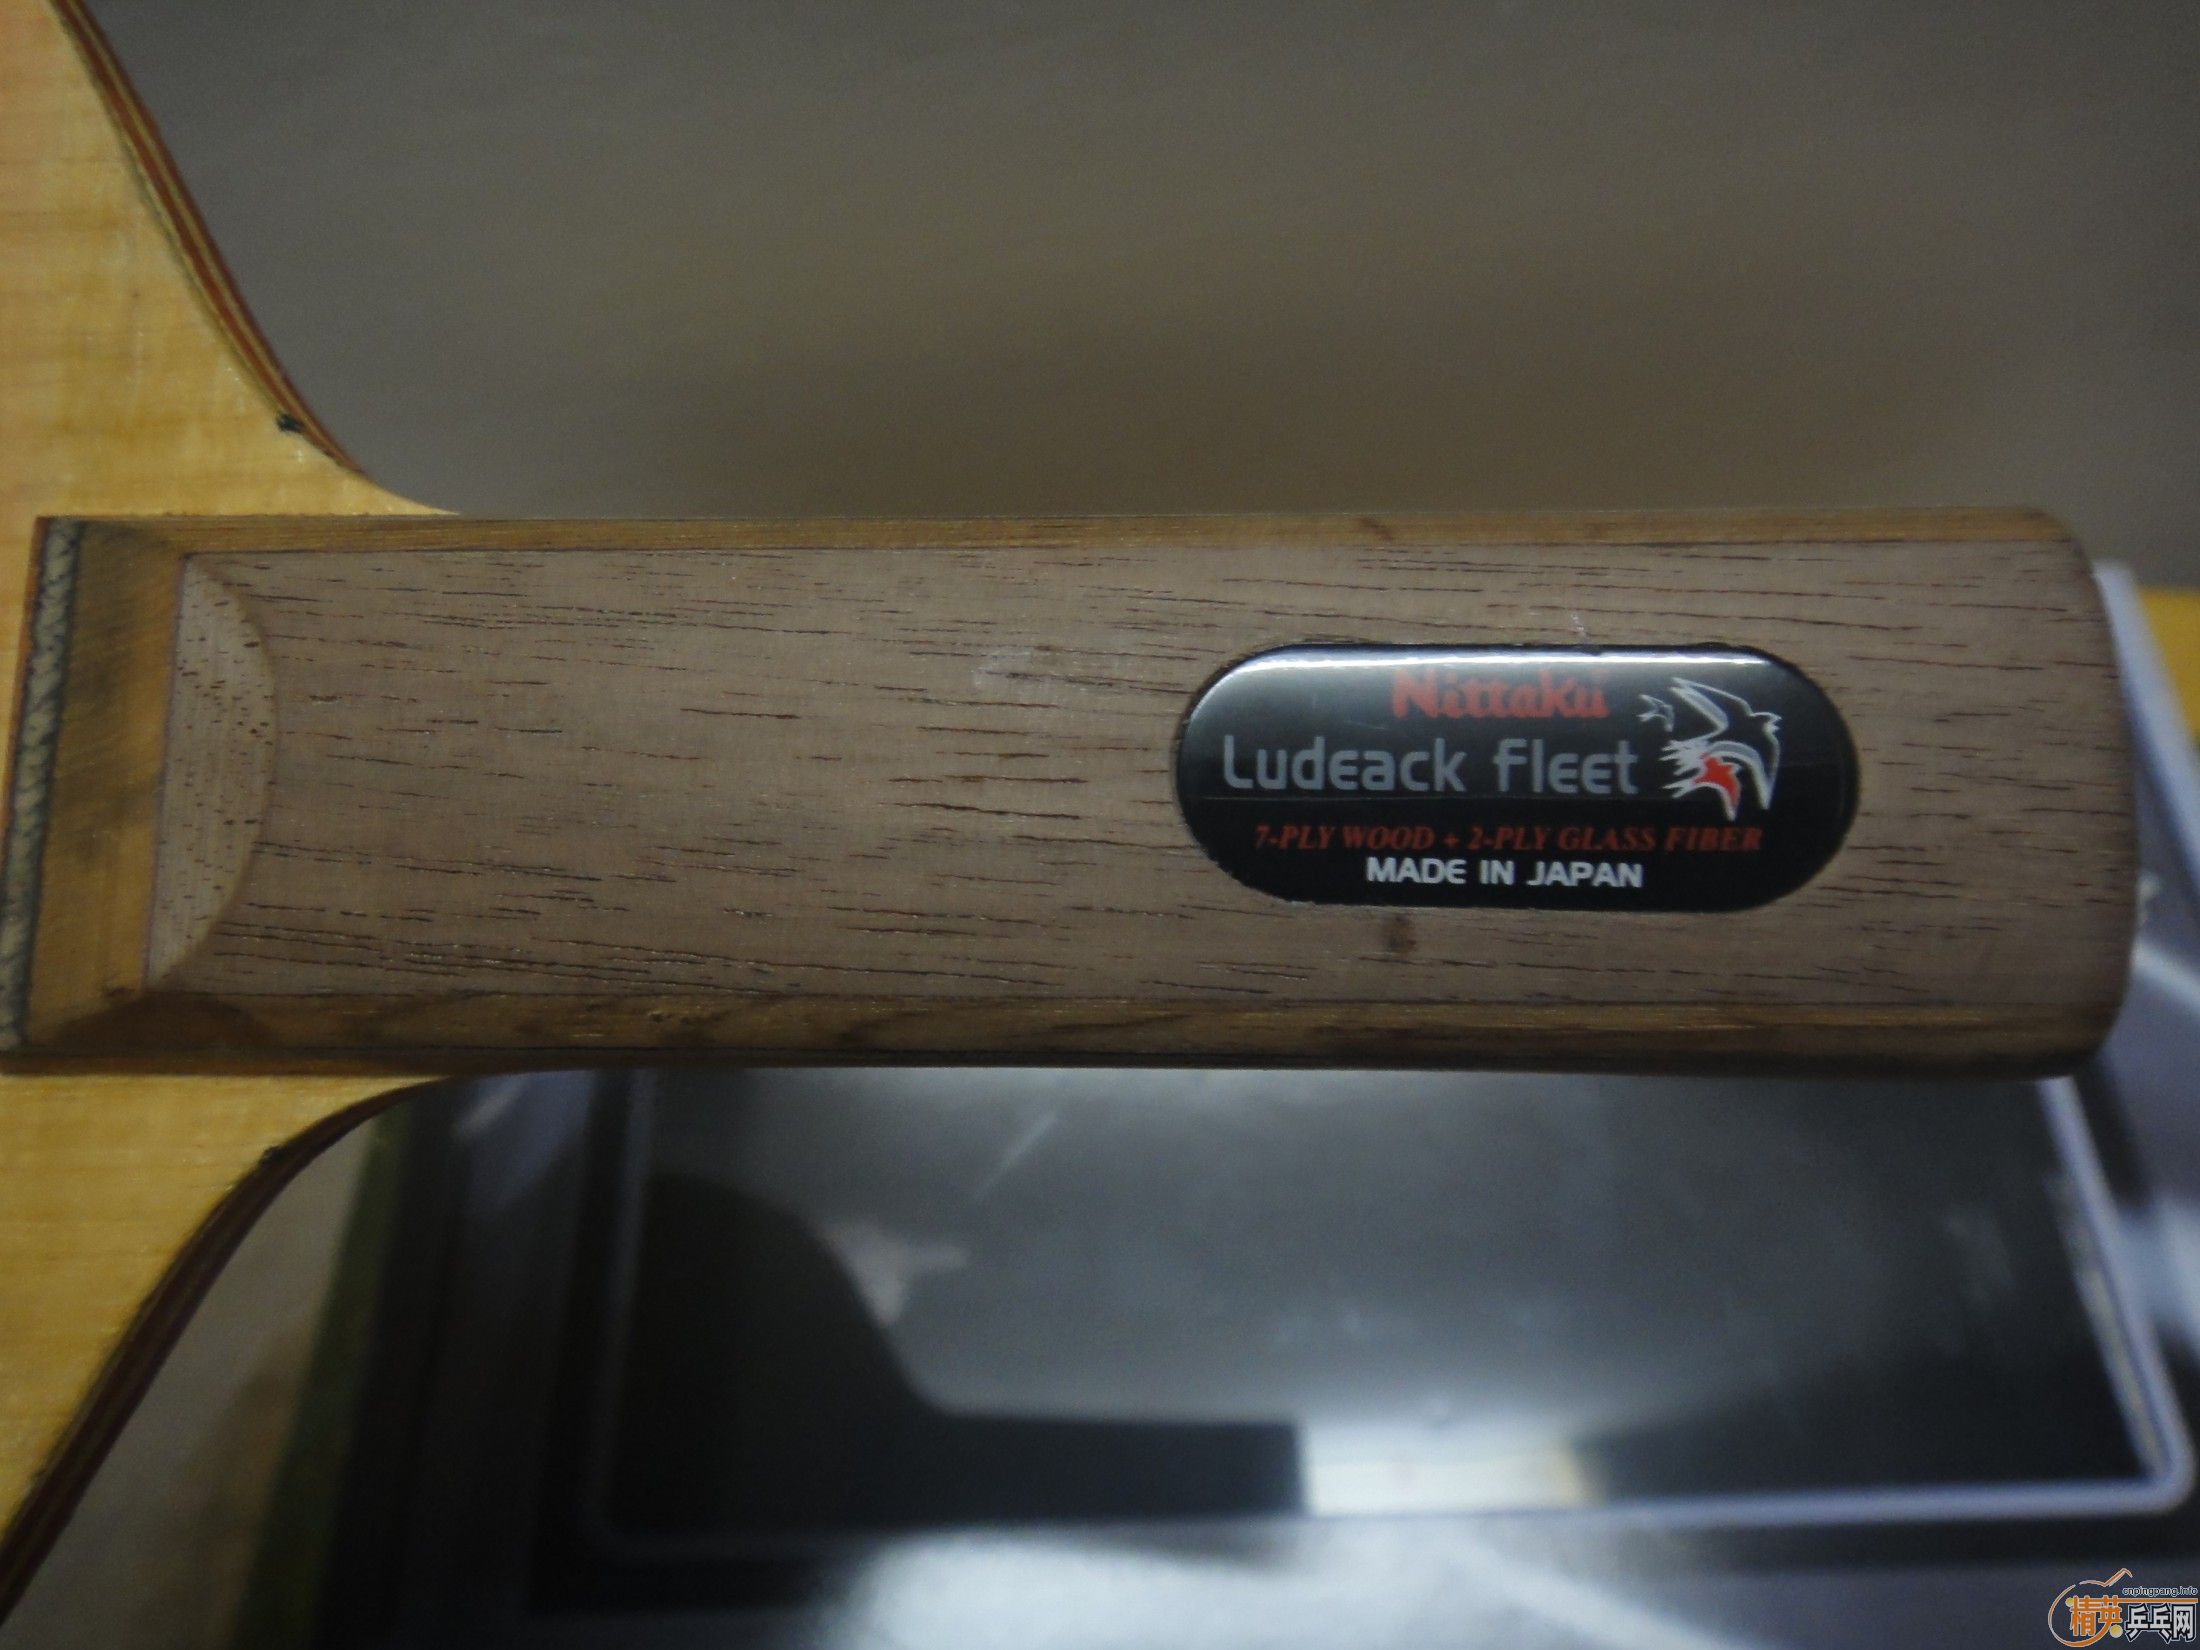 Nittaku
Ludeack fleet
7-PLY WOOD + 2-PLY GLASS FIBER
MADE IN JAPAN
cnpingpang.info
精英乒乓网